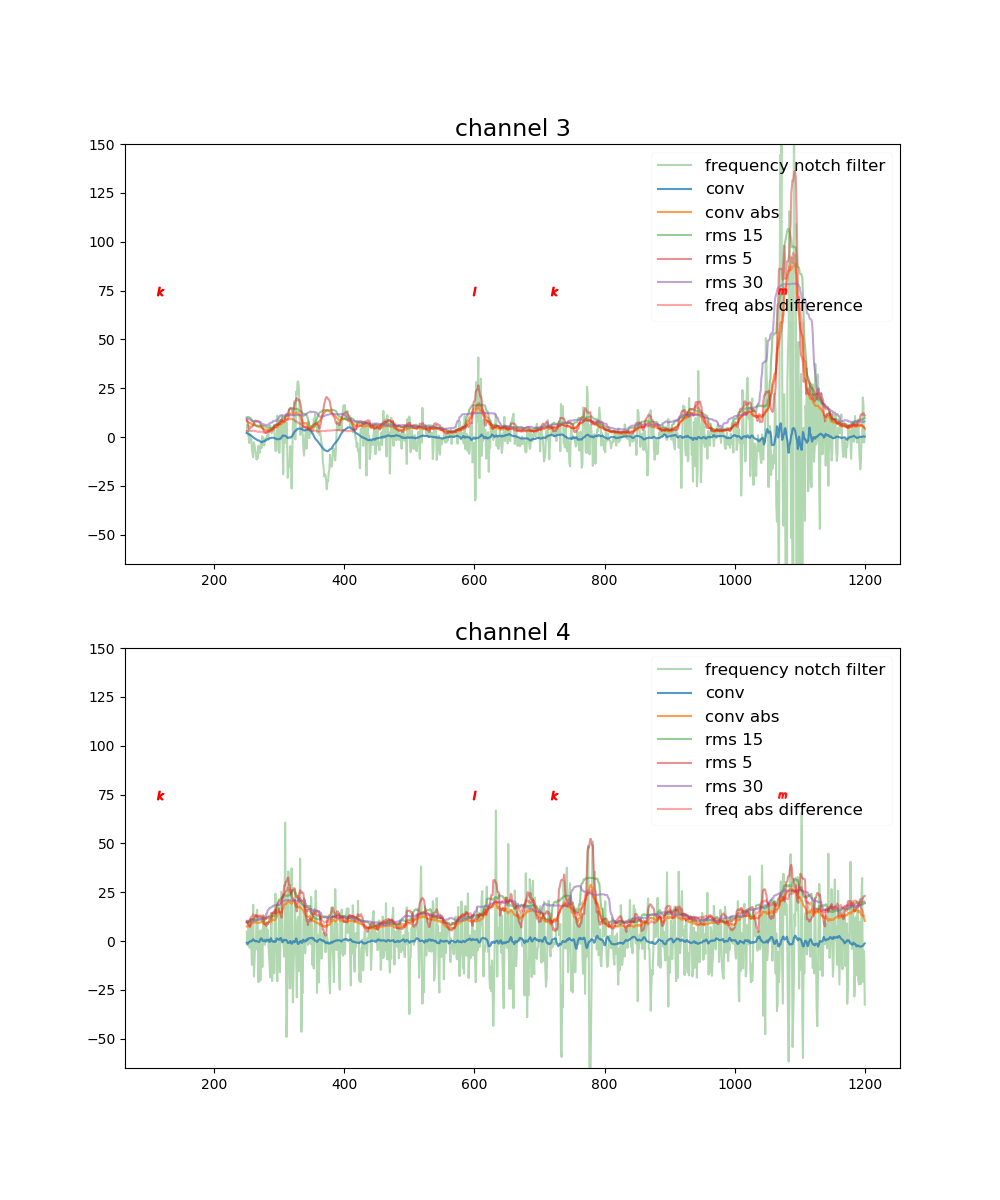 channel 3
150
125
100
75
50
25
0
−25
−50
frequency notch filter
conv
conv abs
rms 15
rms 5
rms 30
freq abs difference
k l k m
200 400 600 800 1000 1200
channel 4
150
125
100
75
50
25
0
−25
−50
frequency notch filter
conv
conv abs
rms 15
rms 5
rms 30
freq abs difference
k l k m
200 400 600 800 1000 1200